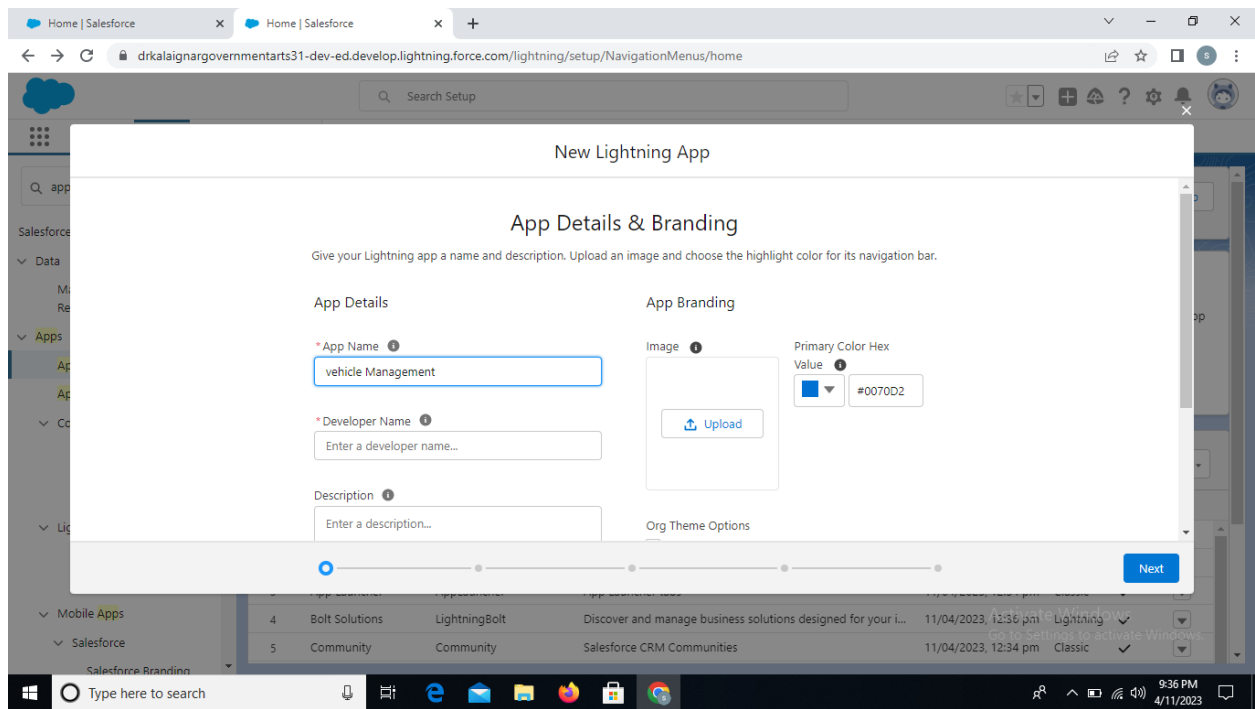 Home | Salesforce
Home | Salesforce
drkalaignargovernmentarts31-dev-ed.develop.lightning.force.com/lightning/setup/NavigationMenus/home
S
Search Setup
New Lightning App
app
App Details & Branding
Salesforce
Give your Lightning app a name and description. Upload an image and choose the highlight color for its navigation bar.
Data
App Details
App Branding
Apps
*App Name
Image
Primary Color Hex
Value
vehicle Management
#0070D2
*Developer Name
Upload
Enter a developer name...
Description
Enter a description...
Org Theme Options
Next
Mobile Apps
4 Bolt Solutions LightningBolt Discover and manage business solutions designed for your i... 11/04/2023, 12:36 pm Lightning
Activate Windows
Go to Settings to activate Windows.
Salesforce
5 Community Community Salesforce CRM Communities 11/04/2023, 12:34 pm Classic
Salesforce Branding
Type here to search
9:36 PM
4/11/2023